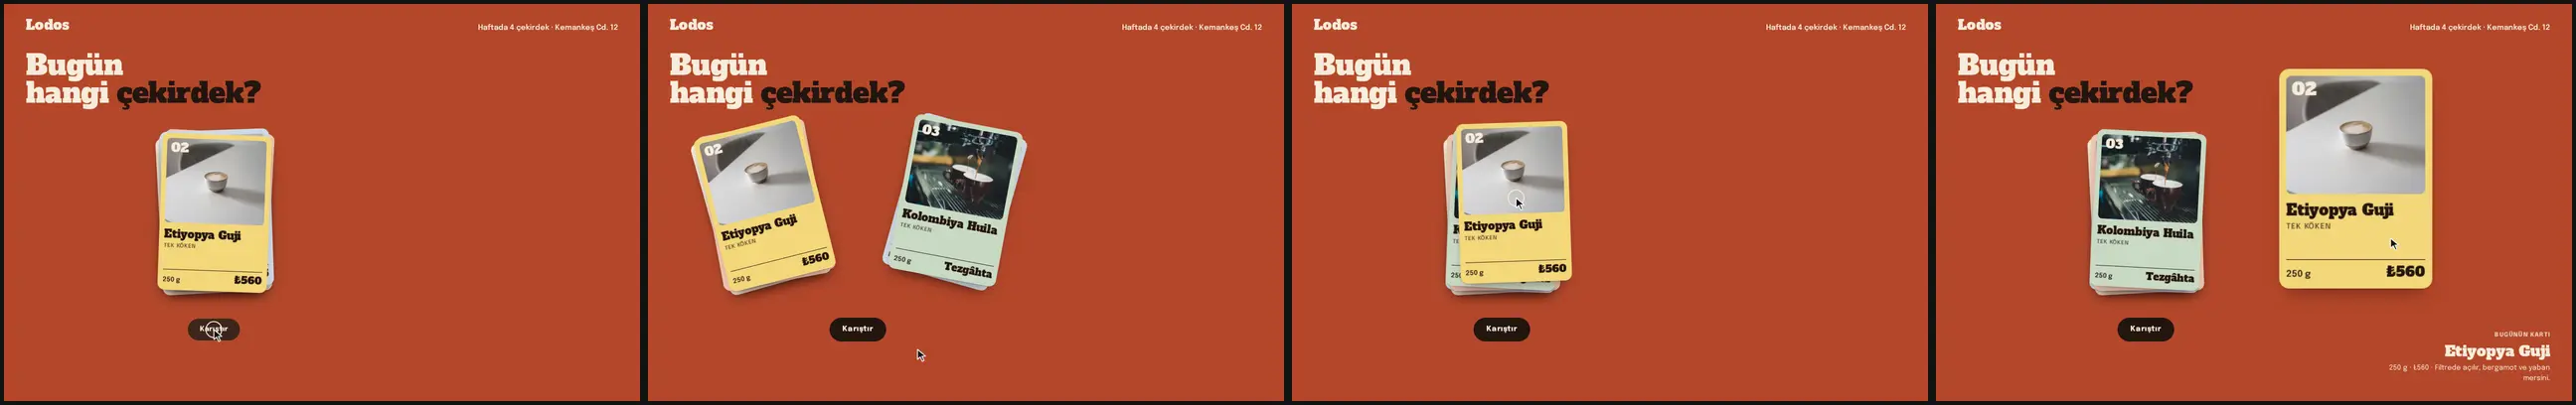 Lodos
Haftada 4 çekirdek · Kemankeş Cd. 12
Bugün
hangi çekirdek?
02
Etiyopya Guji
TEK KÖKEN
250 g
₺560
Karıştır
Lodos
Haftada 4 çekirdek · Kemankeş Cd. 12
Bugün
hangi çekirdek?
02
Etiyopya Guji
TEK KÖKEN
250 g
₺560
03
Kolombiya Huila
TEK KÖKEN
250 g
Tezgâhta
Karıştır
Lodos
Haftada 4 çekirdek · Kemankeş Cd. 12
Bugün
hangi çekirdek?
02
Etiyopya Guji
TEK KÖKEN
250 g
₺560
Karıştır
Lodos
Haftada 4 çekirdek · Kemankeş Cd. 12
Bugün
hangi çekirdek?
03
Kolombiya Huila
TEK KÖKEN
250 g
Tezgâhta
Karıştır
02
Etiyopya Guji
TEK KÖKEN
250 g
₺560
BUGÜNÜN KARTI
Etiyopya Guji
250 g · ₺560 · Filtrede açılır, bergamot ve yaban
mersini.